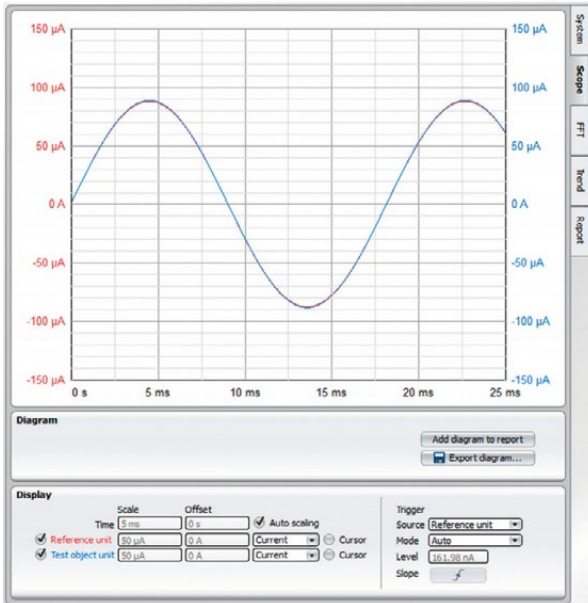 150 µA 150 µA
100 µA 100 µA
50 µA 50 µA
0 A 0 A
-50 µA -50 µA
-100 µA -100 µA
-150 µA -150 µA
0 s 5 ms 10 ms 15 ms 20 ms 25 ms
System
Scope
FFT
Trend
Report
Diagram
Add diagram to report
Export diagram...
Display
Scale Offset
Time 5 ms 0 s Auto scaling
Reference unit 50 µA 0 A Current Cursor
Test object unit 50 µA 0 A Current Cursor
Trigger
Source Reference unit
Mode Auto
Level 161.98 nA
Slope